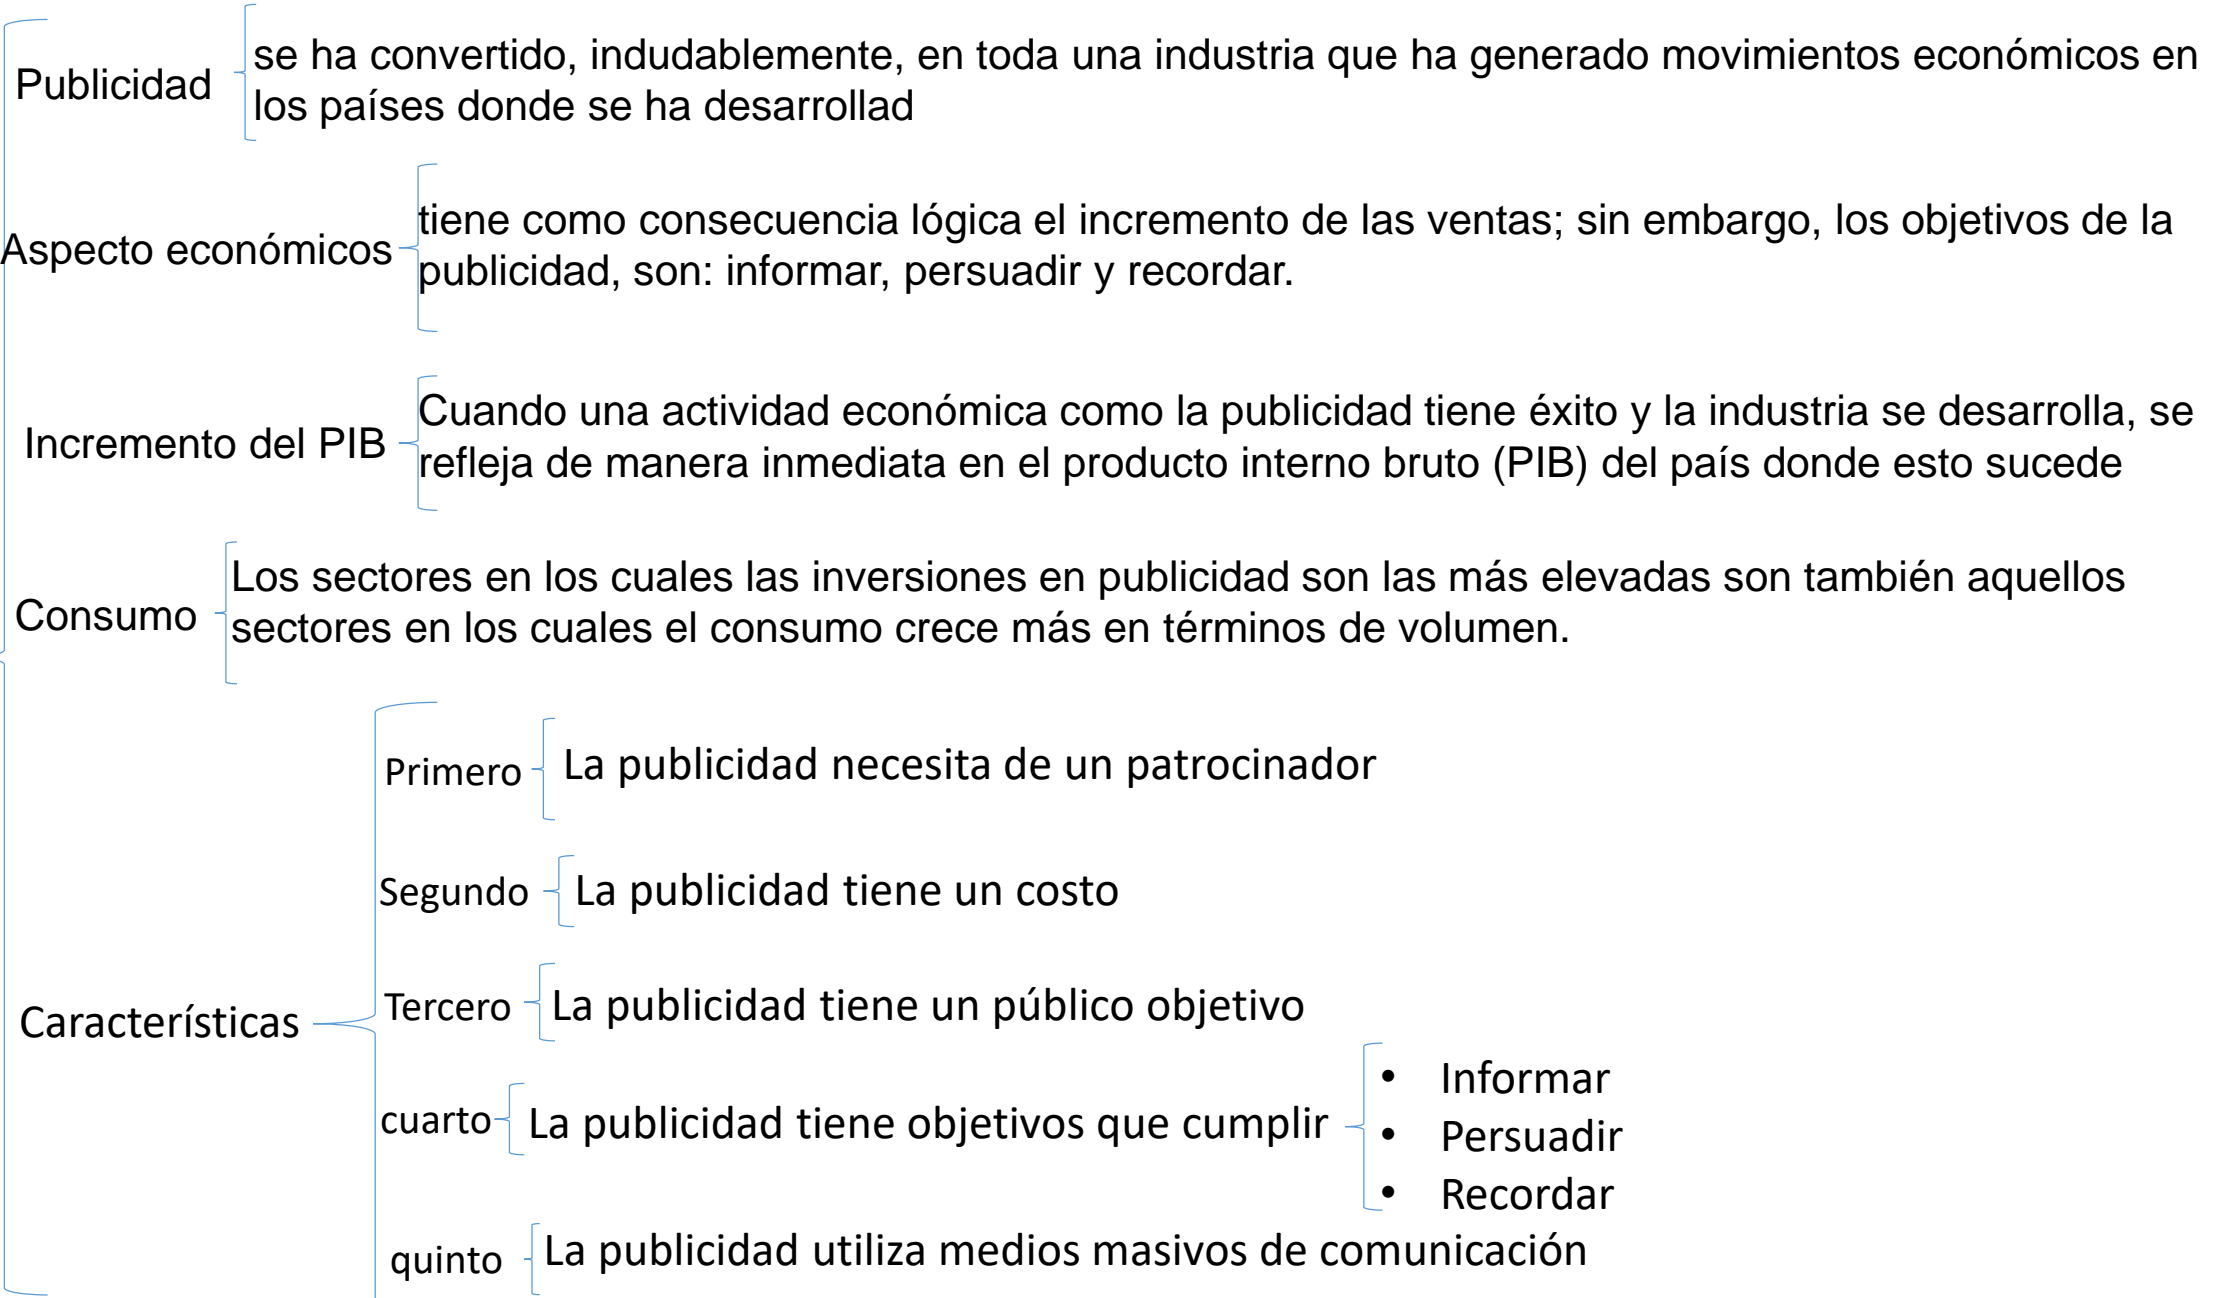 Publicidad
se ha convertido, indudablemente, en toda una industria que ha generado movimientos económicos en
los países donde se ha desarrollad
Aspecto económicos
tiene como consecuencia lógica el incremento de las ventas; sin embargo, los objetivos de la
publicidad, son: informar, persuadir y recordar.
Incremento del PIB
Cuando una actividad económica como la publicidad tiene éxito y la industria se desarrolla, se
refleja de manera inmediata en el producto interno bruto (PIB) del país donde esto sucede
Consumo
Los sectores en los cuales las inversiones en publicidad son las más elevadas son también aquellos
sectores en los cuales el consumo crece más en términos de volumen.
Características
Primero
La publicidad necesita de un patrocinador
Segundo
La publicidad tiene un costo
Tercero
La publicidad tiene un público objetivo
cuarto
La publicidad tiene objetivos que cumplir
• Informar
• Persuadir
• Recordar
quinto
La publicidad utiliza medios masivos de comunicación